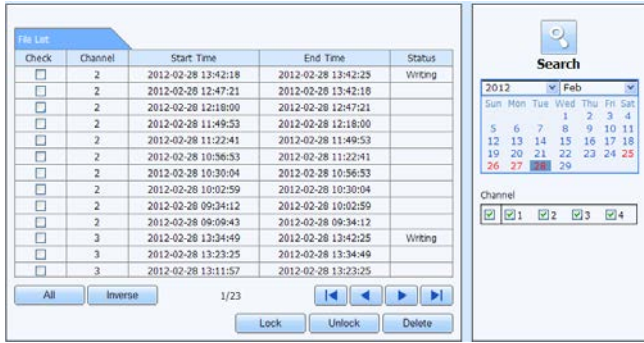 File List
Check Channel Start Time End Time Status
2 2012-02-28 13:42:18 2012-02-28 13:42:25 Writing
2 2012-02-28 12:47:21 2012-02-28 13:42:18
2 2012-02-28 12:18:00 2012-02-28 12:47:21
2 2012-02-28 11:49:53 2012-02-28 12:18:00
2 2012-02-28 11:22:41 2012-02-28 11:49:53
2 2012-02-28 10:56:53 2012-02-28 11:22:41
2 2012-02-28 10:30:04 2012-02-28 10:56:53
2 2012-02-28 10:02:59 2012-02-28 10:30:04
2 2012-02-28 09:34:12 2012-02-28 10:02:59
2 2012-02-28 09:09:43 2012-02-28 09:34:12
3 2012-02-28 13:34:49 2012-02-28 13:42:25 Writing
3 2012-02-28 13:23:25 2012-02-28 13:34:49
3 2012-02-28 13:11:57 2012-02-28 13:23:25
All Inverse 1/23
Lock Unlock Delete
Search
2012 Feb
Sun Mon Tue Wed Thu Fri Sat
1 2 3 4
5 6 7 8 9 10 11
12 13 14 15 16 17 18
19 20 21 22 23 24 25
26 27 28 29
Channel
1 2 3 4